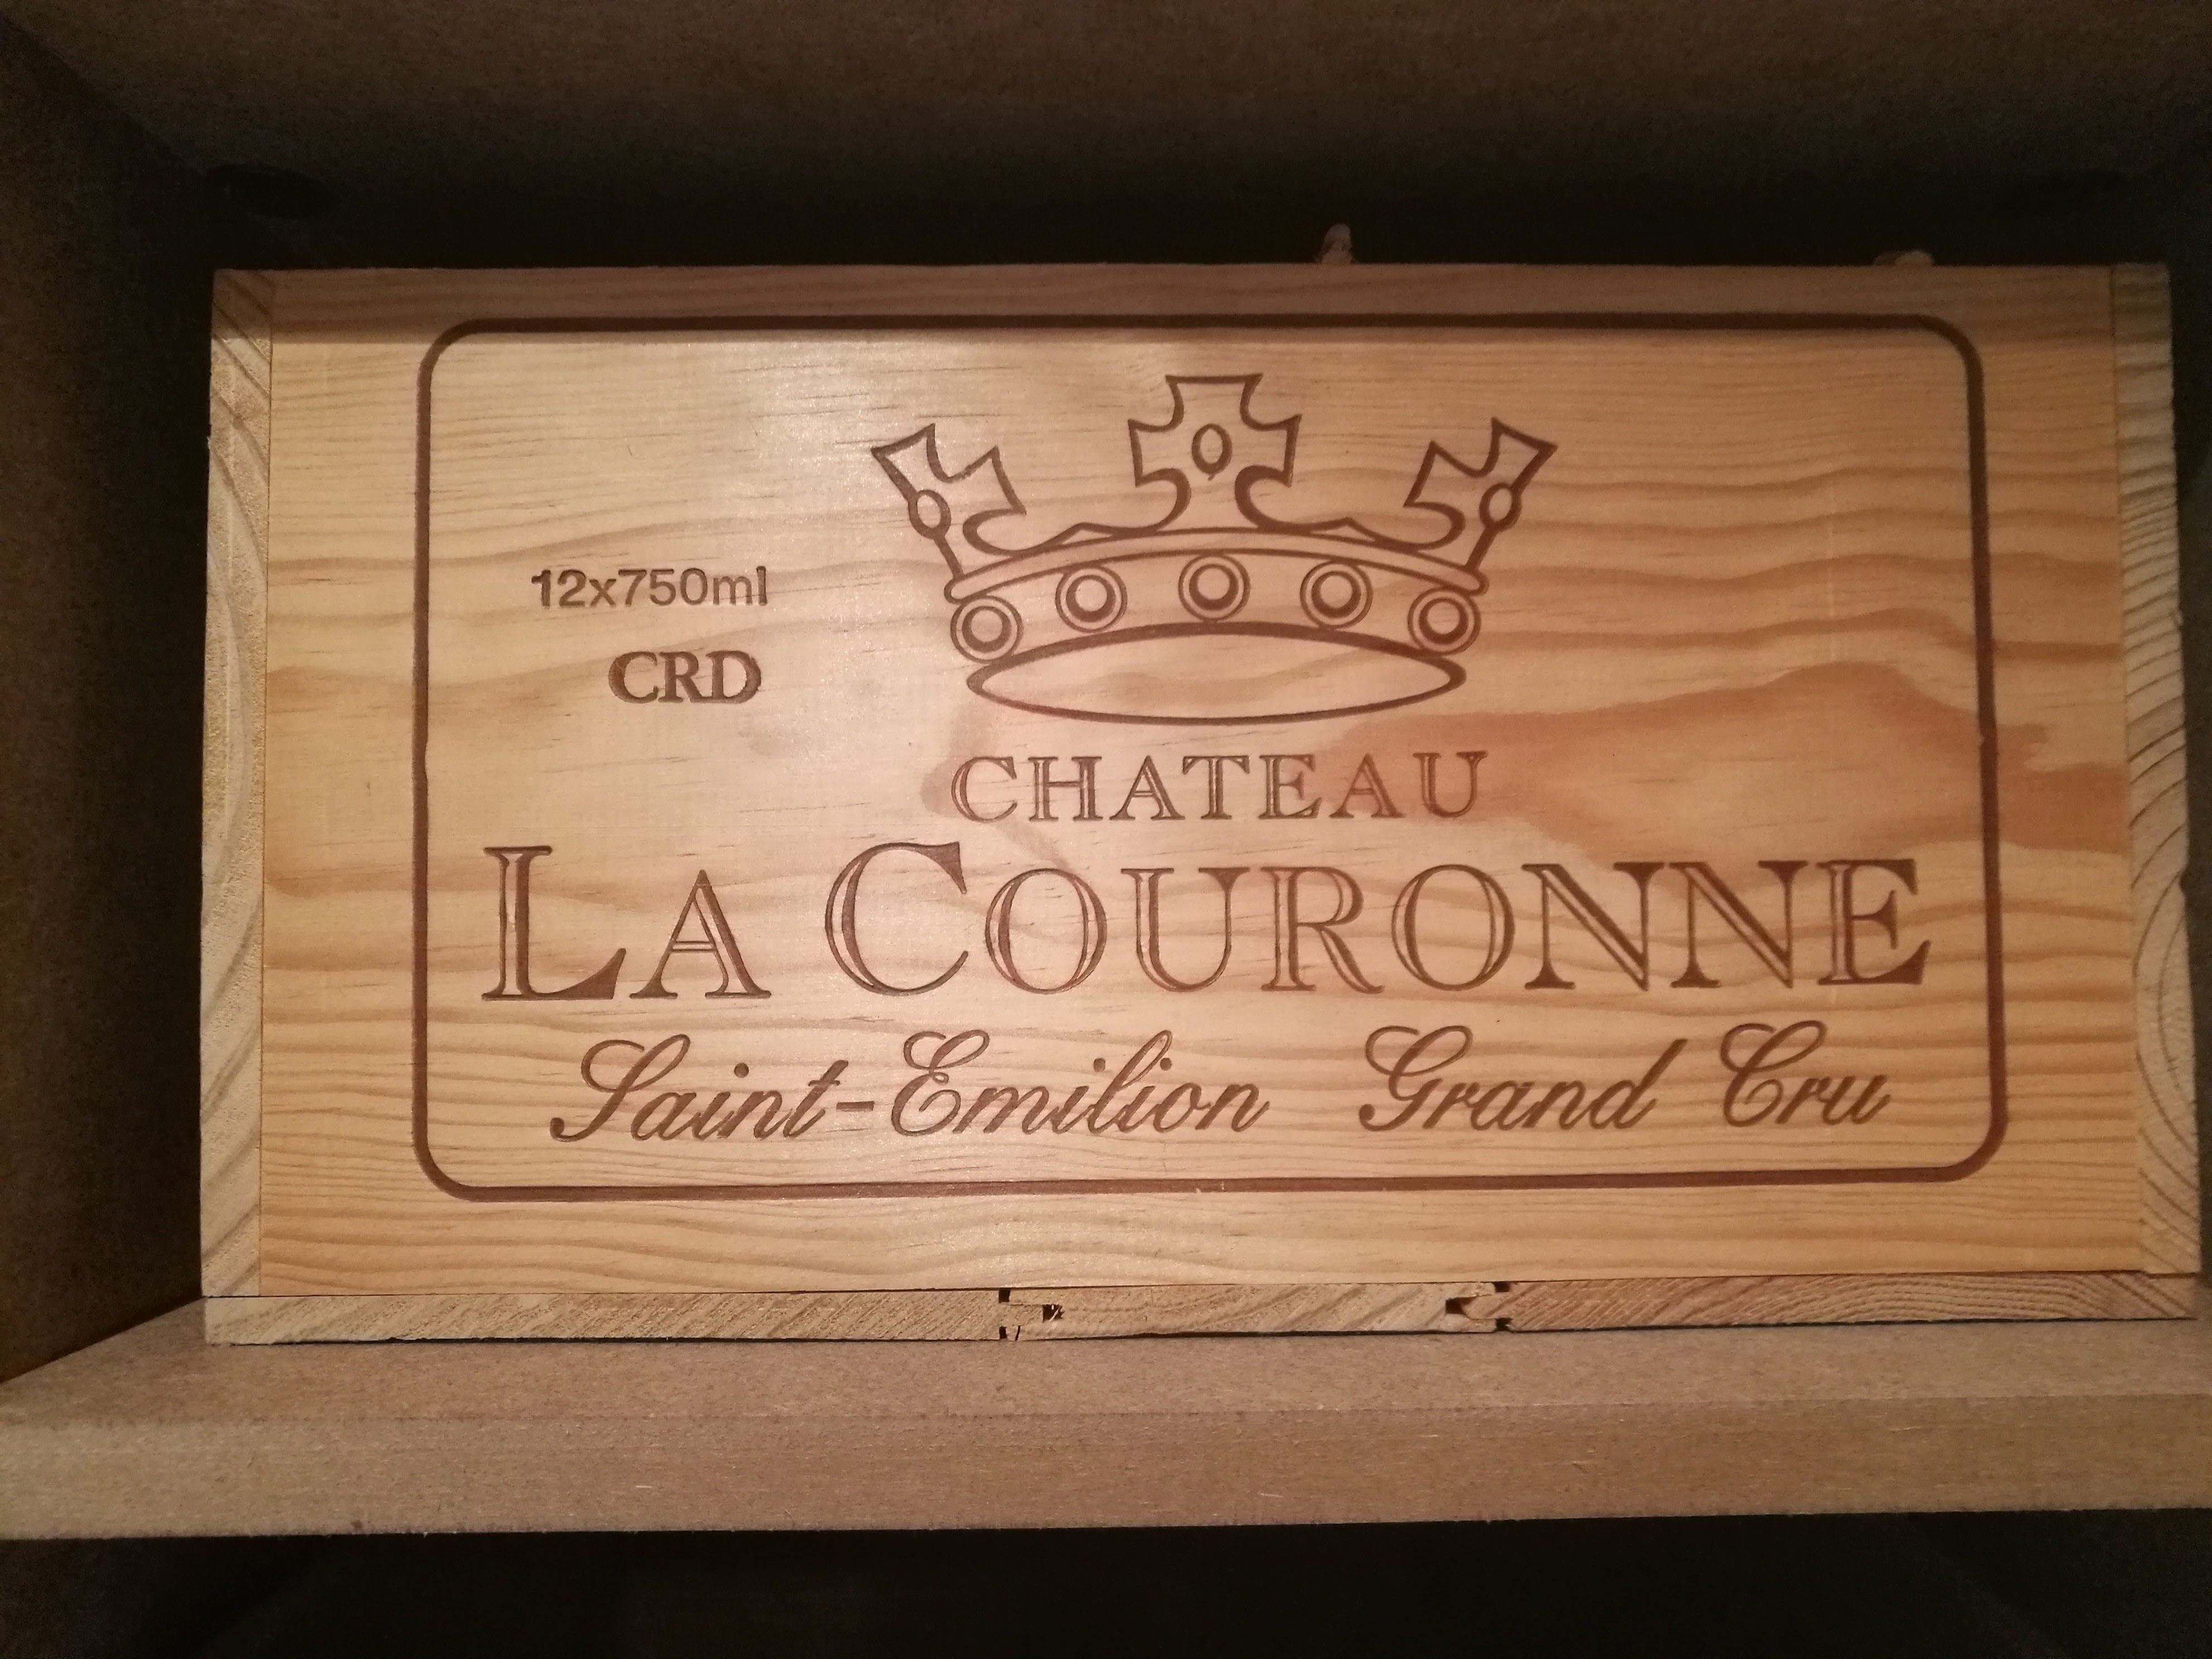 12x750ml
CRD
CHATEAU
LA COURONNE
Saint-Emilion Grand Cru